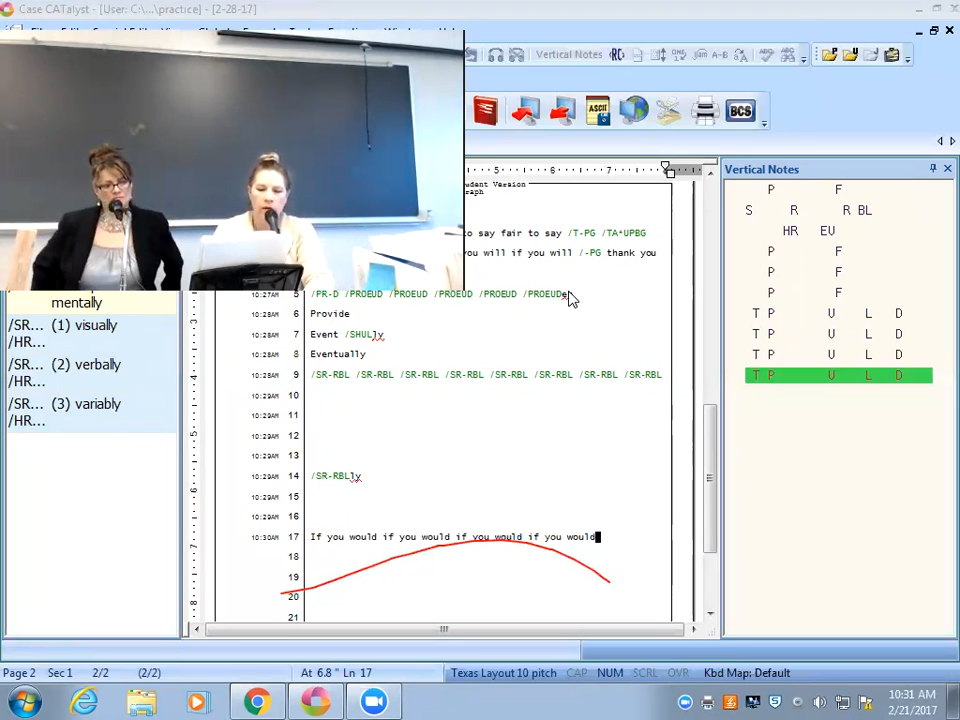 Case CATalyst - [User: C:\...\practice] - [2-28-17]
Vertical Notes
ASCII
BCS
5 6 7
Vertical Notes
udent Version
to say fair to say /T-PG /TA*UPBG
you will if you will /-PG thank you
10:27AM 5 /PR-D /PROEUD /PROEUD /PROEUD /PROEUD /PROEUD
10:28AM 6 Provide
10:28AM 7 Event /SHULly
10:28AM 8 Eventually
10:28AM 9 /SR-RBL /SR-RBL /SR-RBL /SR-RBL /SR-RBL /SR-RBL /SR-RBL /SR-RBL
10:29AM 10
10:29AM 11
10:29AM 12
10:29AM 13
10:29AM 14 /SR-RBLly
10:29AM 15
10:29AM 16
10:30AM 17 If you would if you would if you would if you would
18
19
20
21
mentally
/SR... (1) visually
/HR...
/SR... (2) verbally
/HR...
/SR... (3) variably
/HR...
P F
S R R BL
HR EU
P F
P F
P F
T P U L D
T P U L D
T P U L D
T P U L D
Page 2 Sec 1 2/2 (2/2) At 6.8" Ln 17 Texas Layout 10 pitch CAP NUM SCRL OVR Kbd Map: Default
10:31 AM
2/21/2017